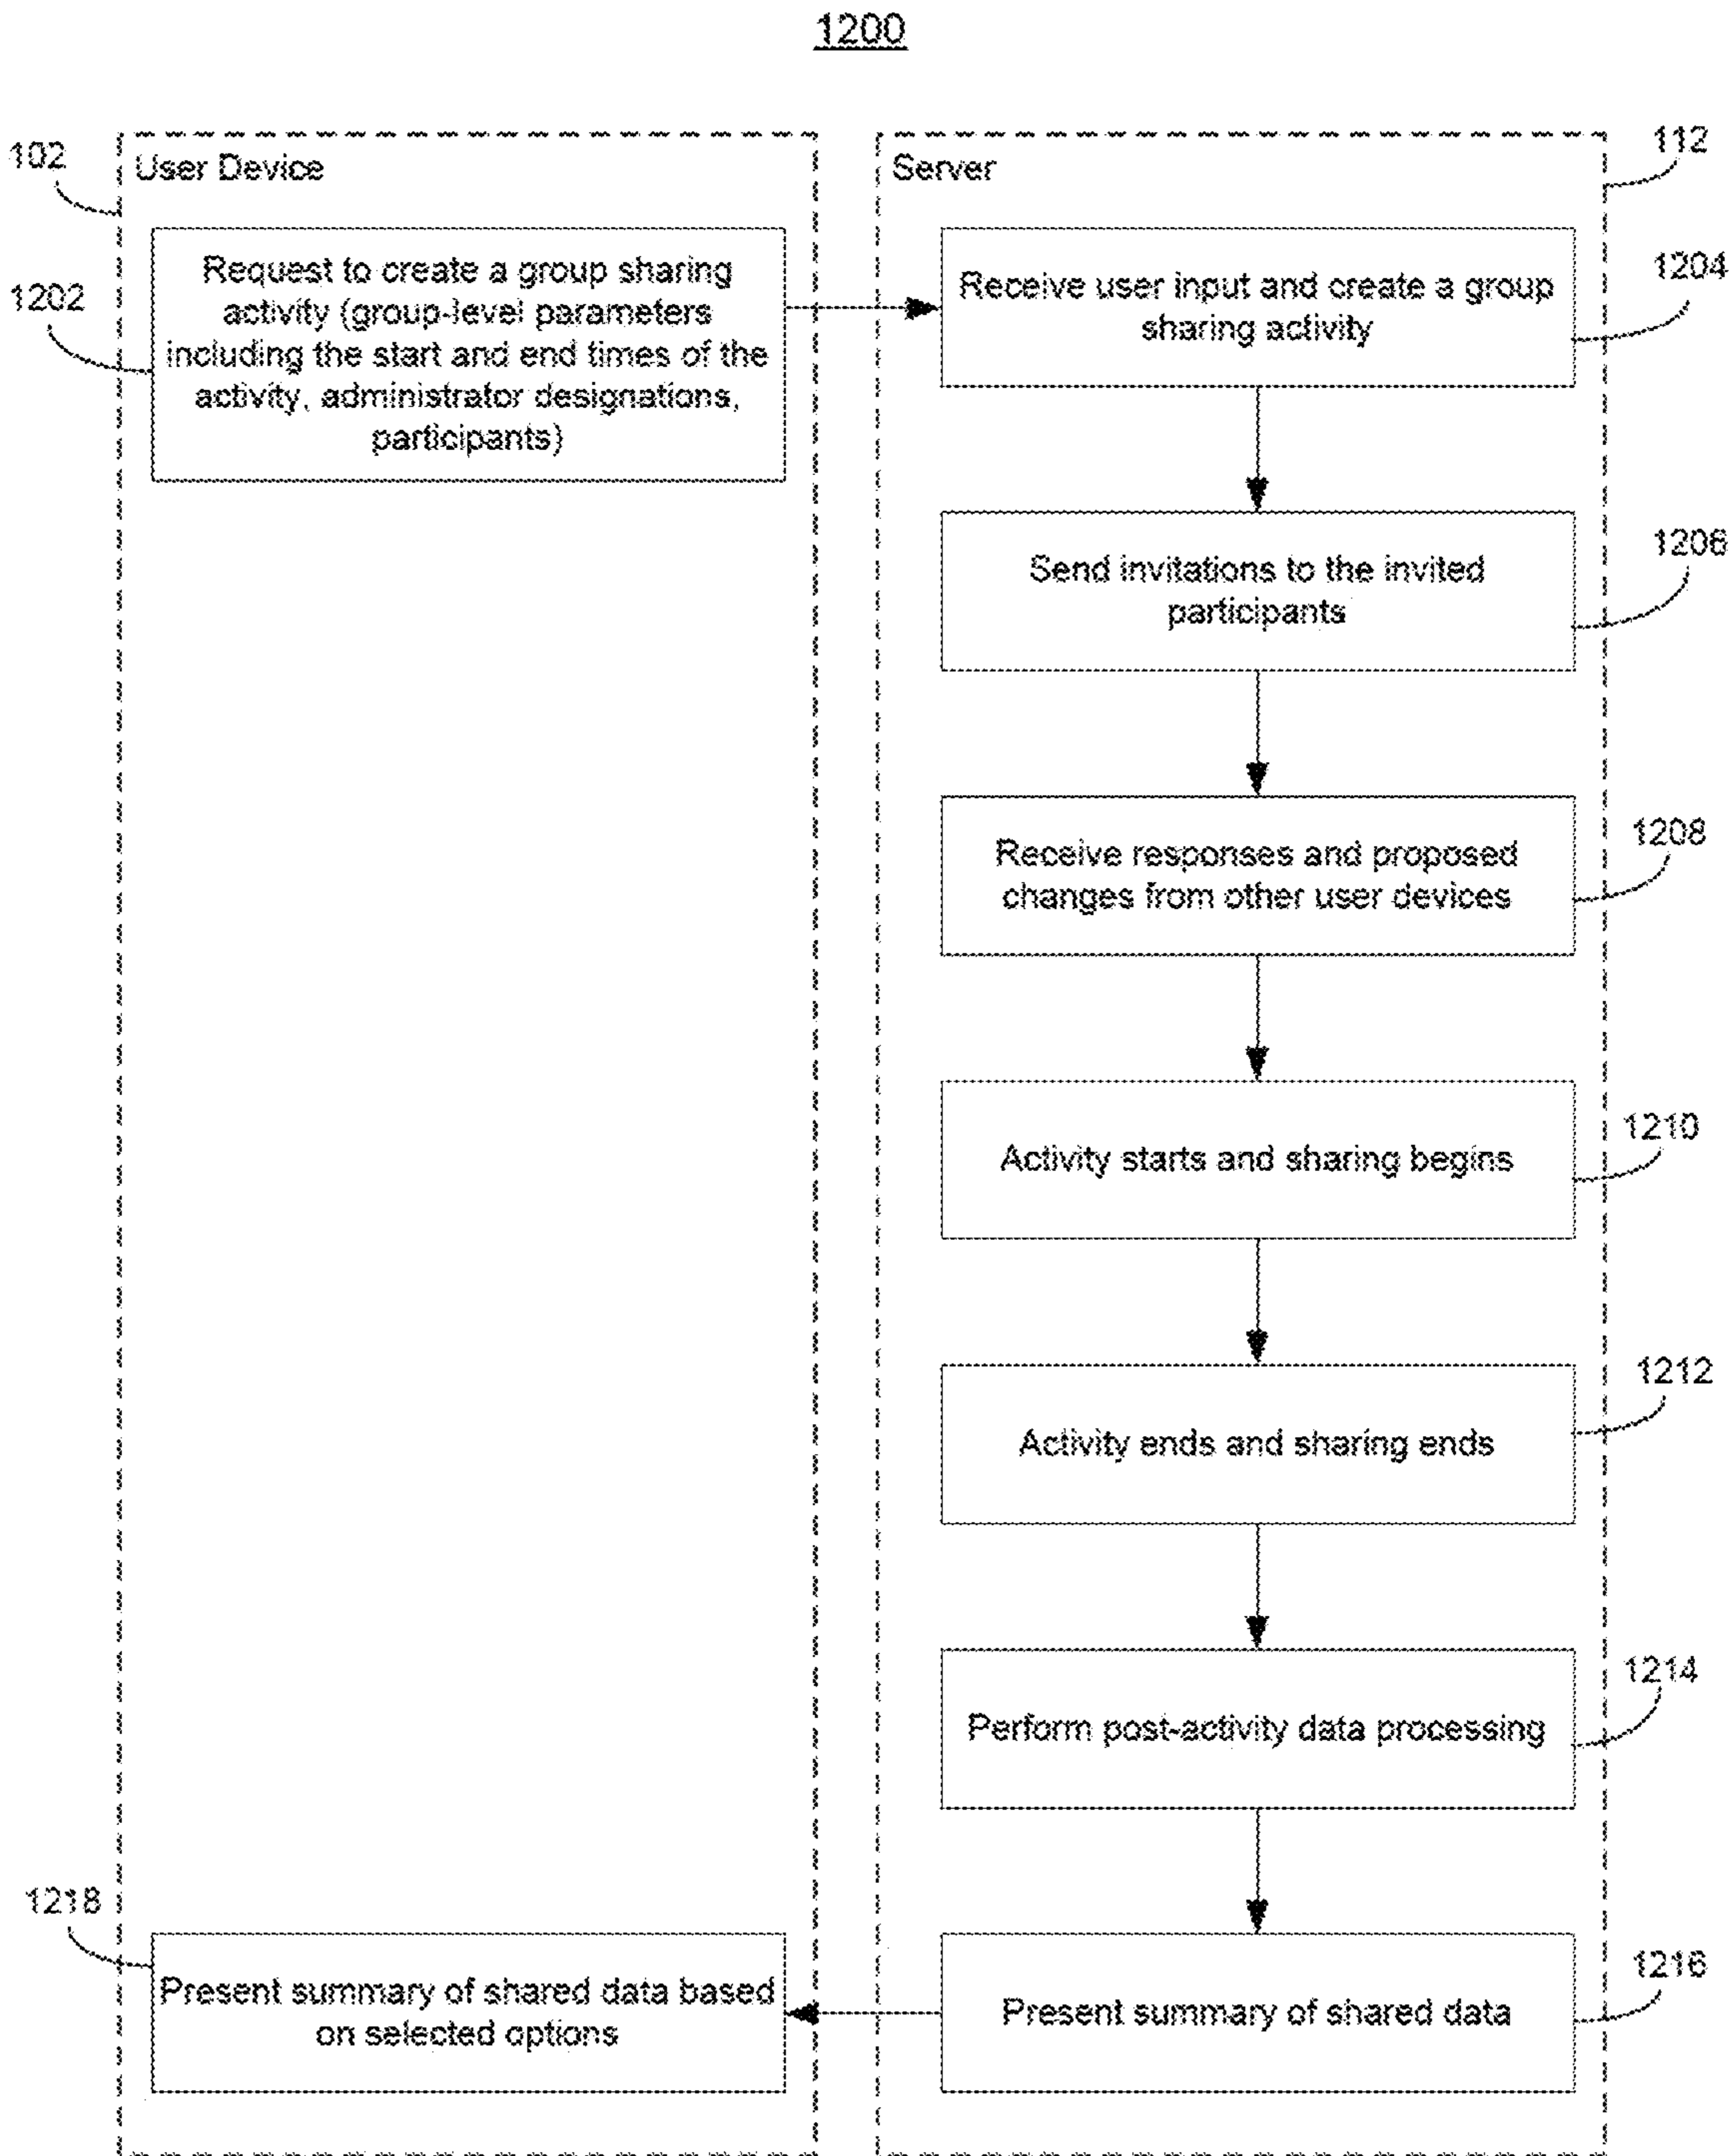 1200
102
User Device
Server
112
1202
Request to create a group sharing
activity (group-level parameters
including the start and end times of the
activity, administrator designations,
participants)
Receive user input and create a group
sharing activity
1204
Send invitations to the invited
participants
1206
Receive responses and proposed
changes from other user devices
1208
Activity starts and sharing begins
1210
Activity ends and sharing ends
1212
Perform post-activity data processing
1214
1218
Present summary of shared data based
on selected options
Present summary of shared data
1216